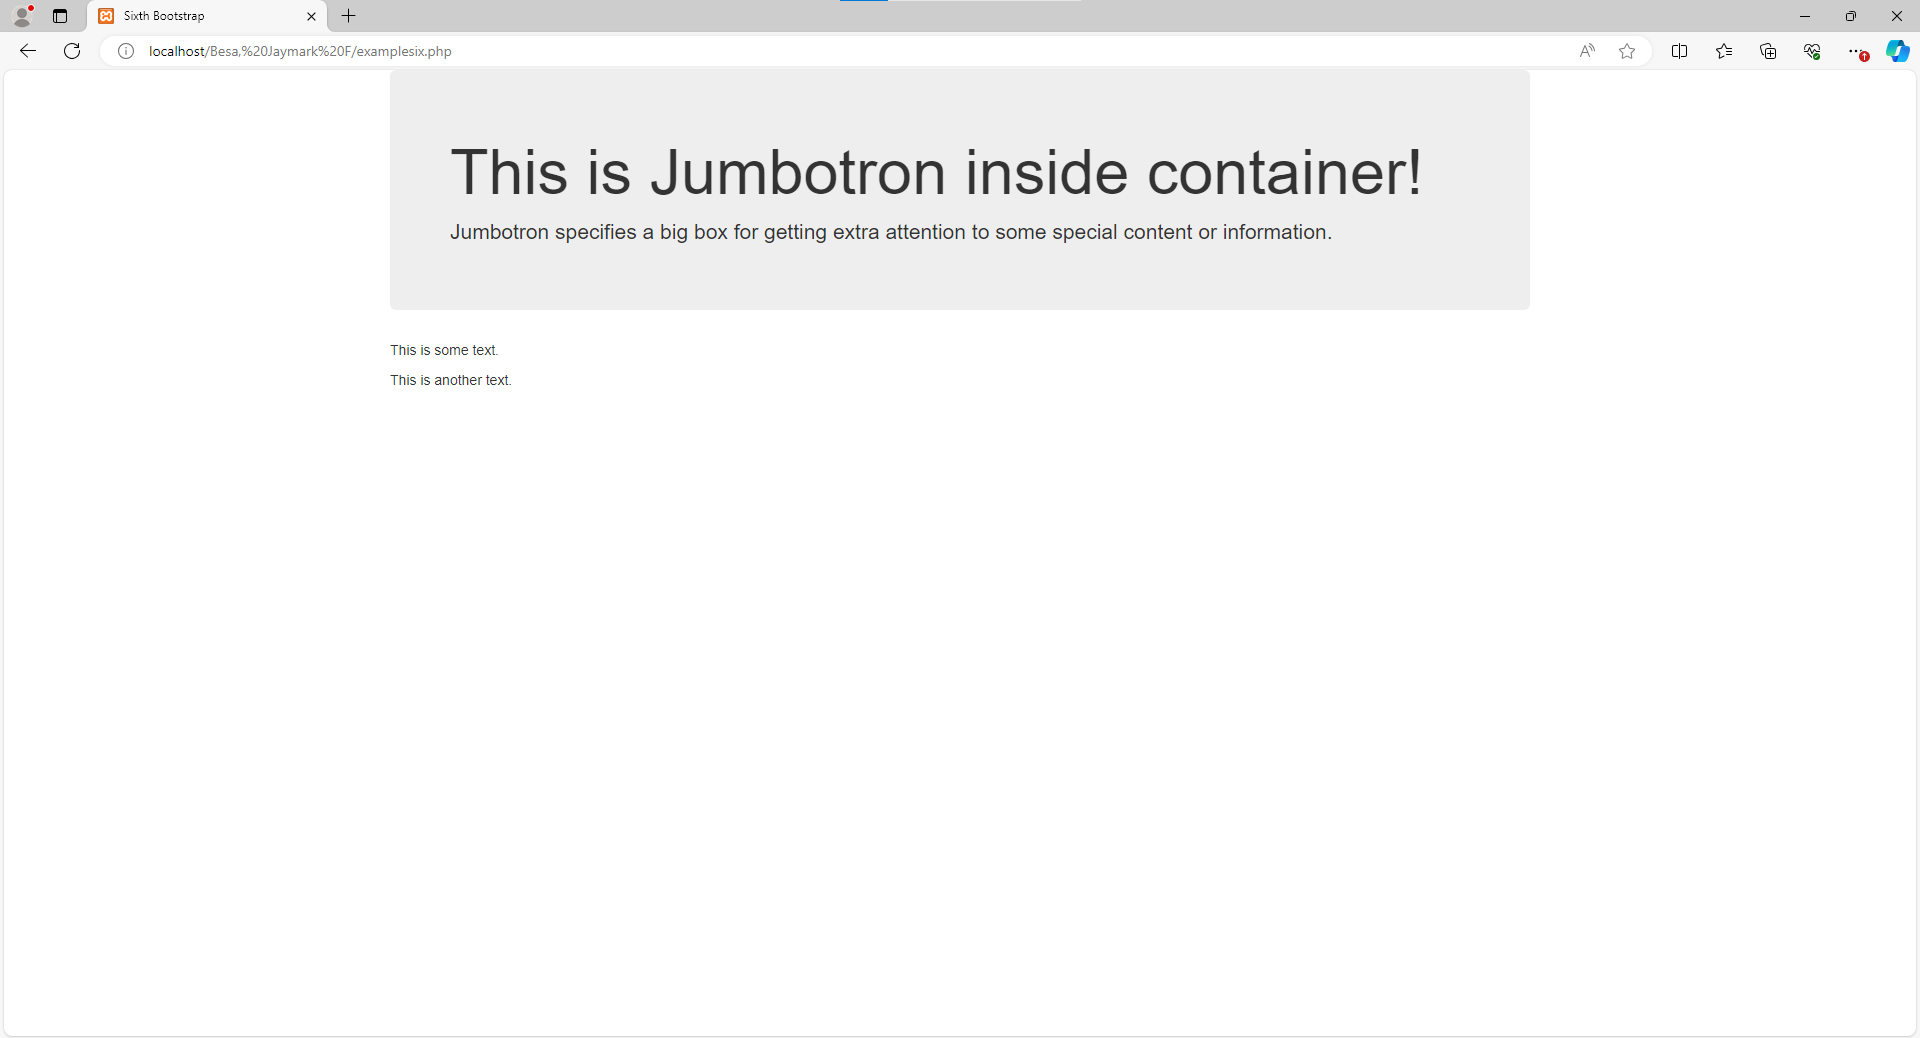 Sixth Bootstrap
localhost/Besa,%20Jaymark%20F/examplesix.php
This is Jumbotron inside container!
Jumbotron specifies a big box for getting extra attention to some special content or information.
This is some text.
This is another text.